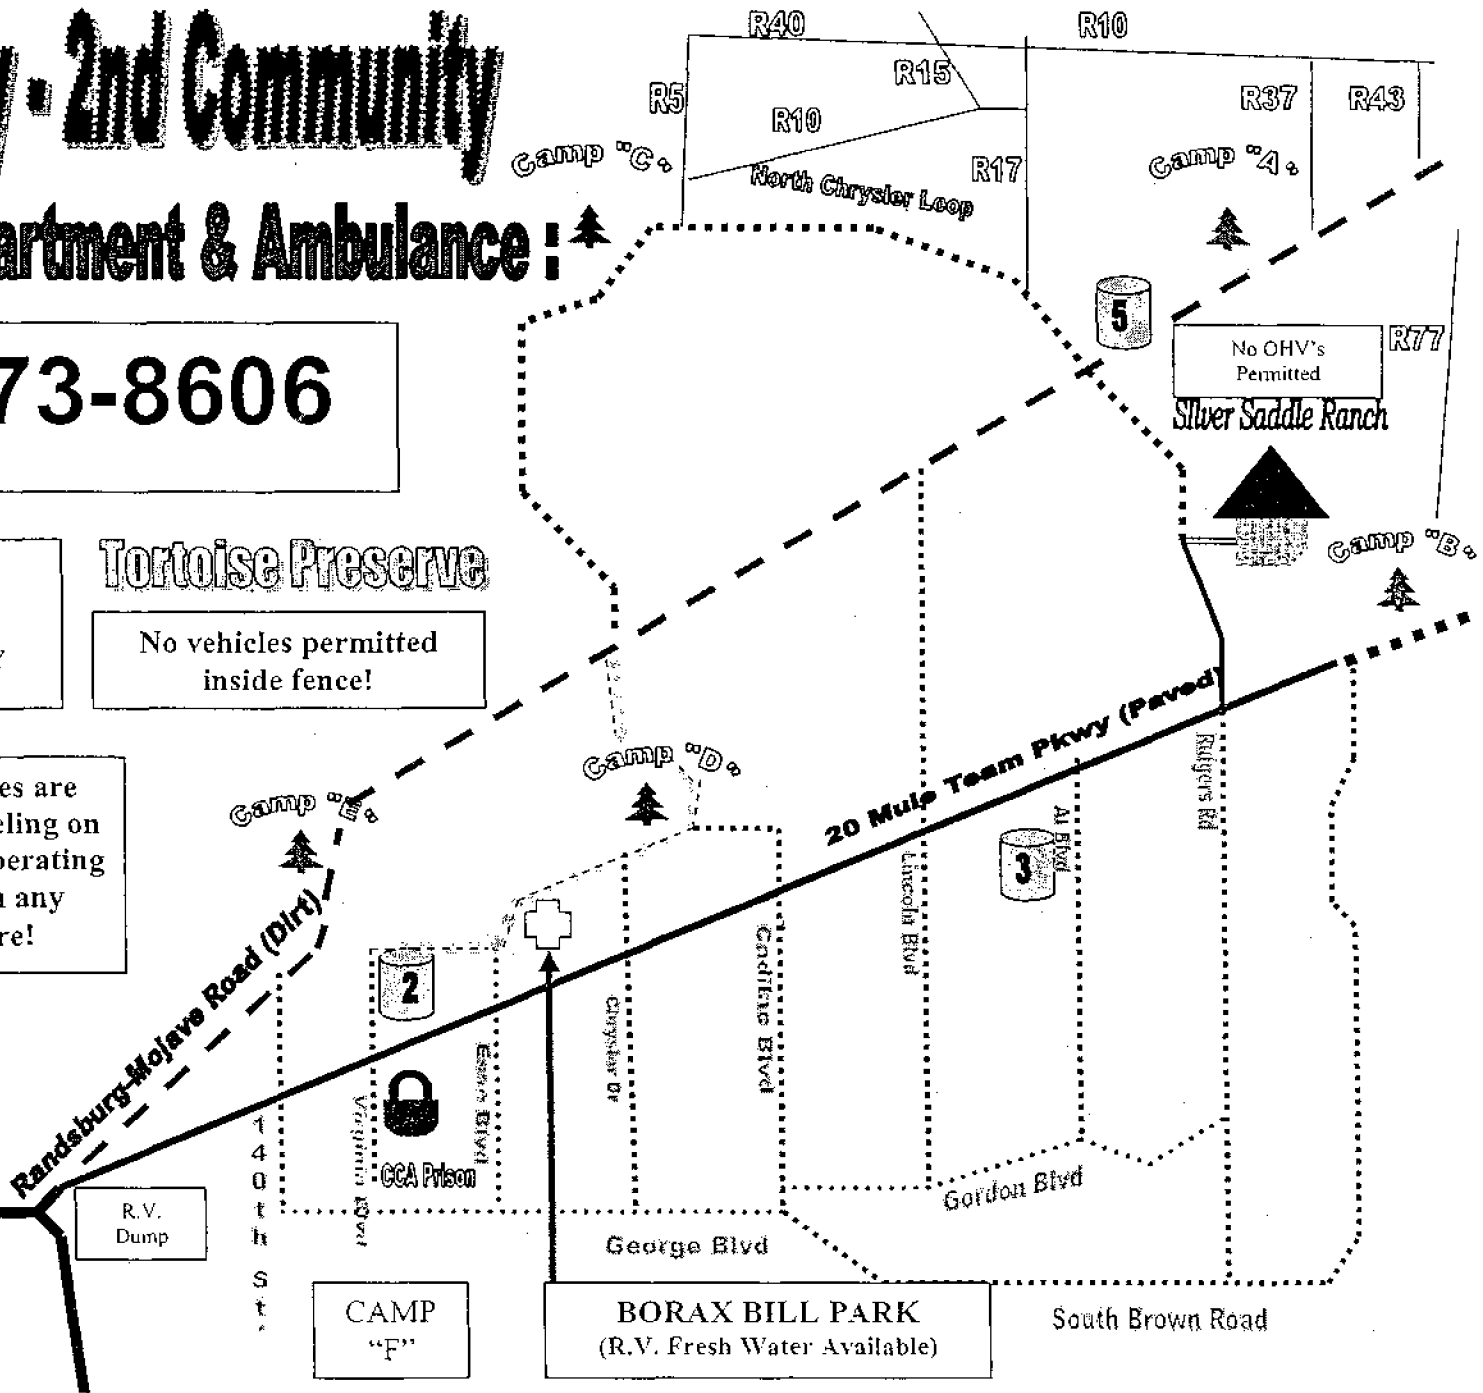 - 2nd Community
R40
R10
R15
R5
R37
R43
R10
Camp "C"
Camp "A"
R17
North Chrysler Loop
artment & Ambulance :
5
73-8606
No OHV's
Permitted
R77
Silver Saddle Ranch
Tortoise Preserve
Camp "B"
No vehicles permitted
inside fence!
20 Mule Team Pkwy (Paved)
Rutgers Rd
Camp "D"
es are
eling on
perating
any
re!
Camp "E"
Al Blvd
3
Lincoln Blvd
Randsburg-Mojave Road (Dirt)
2
Cadillac Blvd
Chrysler Dr
Blvd
Virginia Blvd
140th St.
CCA Prison
Gordon Blvd
R.V.
Dump
George Blvd
CAMP
"F"
BORAX BILL PARK
(R.V. Fresh Water Available)
South Brown Road